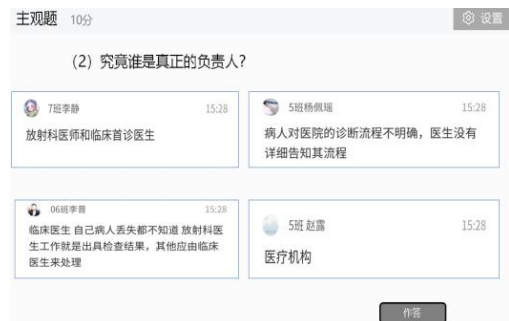 主观题 10分
设置
（2）究竟谁是真正的负责人?
7班李静 15:28
放射科医师和临床首诊医生
5班杨佩瑶 15:28
病人对医院的诊断流程不明确，医生没有
详细告知其流程
06班李普 15:28
临床医生 自己病人丢失都不知道 放射科医
生工作就是出具检查结果，其他应由临床
医生来处理
5班 赵露 15:28
医疗机构
作答